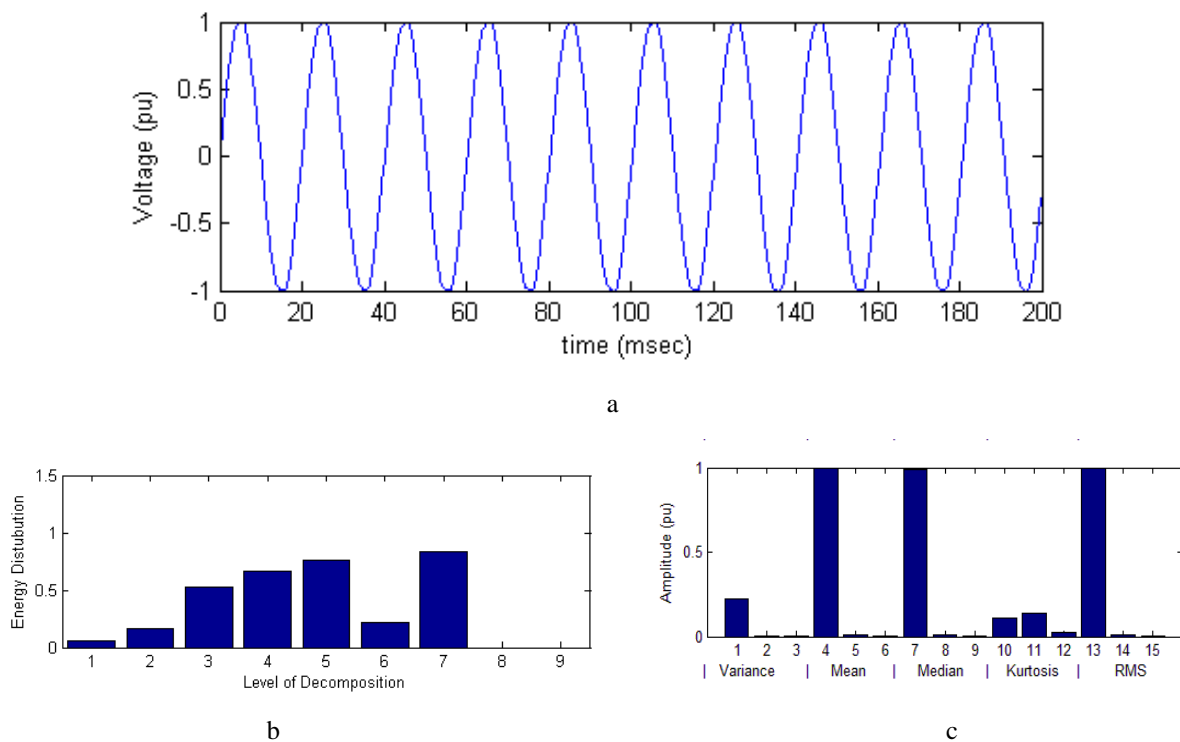 1
0.5
0
-0.5
-1
Voltage (pu)
0 20 40 60 80 100 120 140 160 180 200
time (msec)
a
1.5
1
0.5
0
Energy Distubution
1 2 3 4 5 6 7 8 9
Level of Decomposition
b
1
0.5
0
Amplitude (pu)
1 2 3 4 5 6 7 8 9 10 11 12 13 14 15
| Variance | Mean | Median | Kurtosis | RMS
c